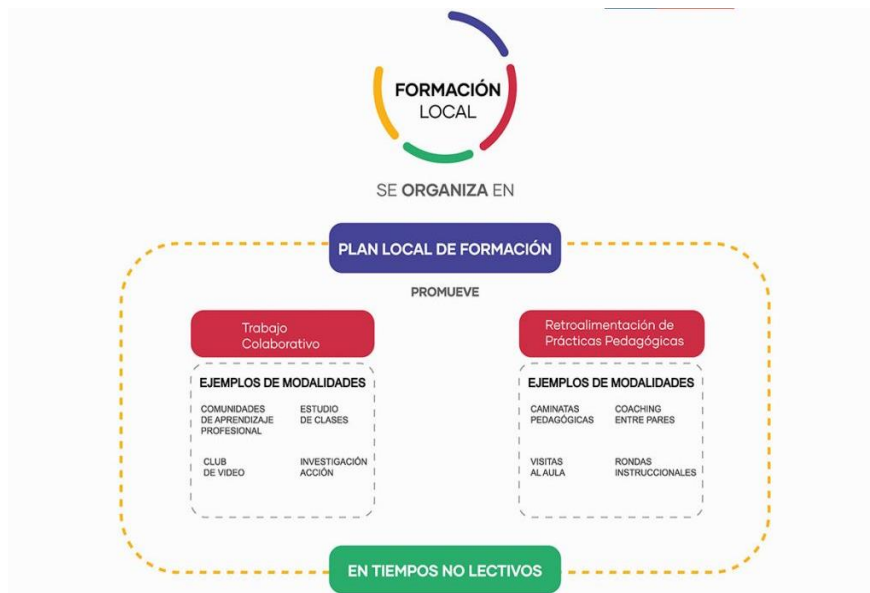 FORMACIÓN
LOCAL
SE ORGANIZA EN
PLAN LOCAL DE FORMACIÓN
PROMUEVE
Trabajo
Colaborativo
EJEMPLOS DE MODALIDADES
COMUNIDADES
DE APRENDIZAJE
PROFESIONAL
ESTUDIO
DE CLASES
CLUB
DE VIDEO
INVESTIGACIÓN
ACCIÓN
Retroalimentación de
Prácticas Pedagógicas
EJEMPLOS DE MODALIDADES
CAMINATAS
PEDAGÓGICAS
COACHING
ENTRE PARES
VISITAS
AL AULA
RONDAS
INSTRUCCIONALES
EN TIEMPOS NO LECTIVOS